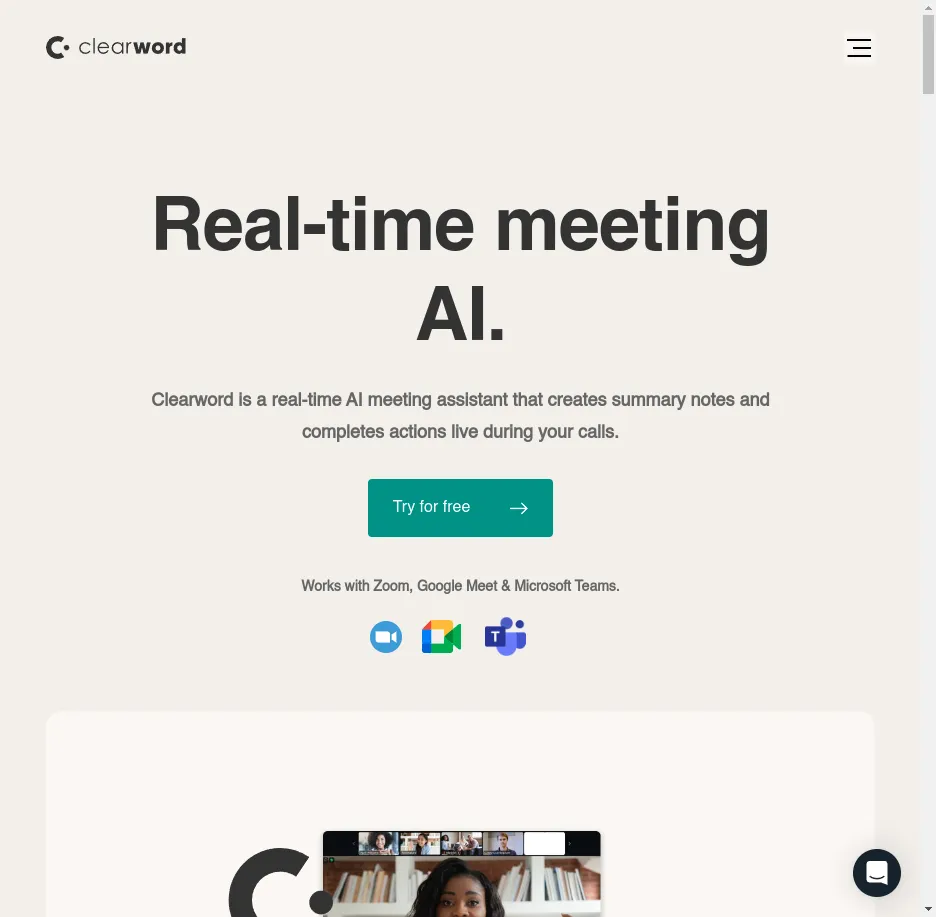 clearword
Real-time meeting
AI.
Clearword is a real-time AI meeting assistant that creates summary notes and
completes actions live during your calls.
Try for free
Works with Zoom, Google Meet & Microsoft Teams.
T